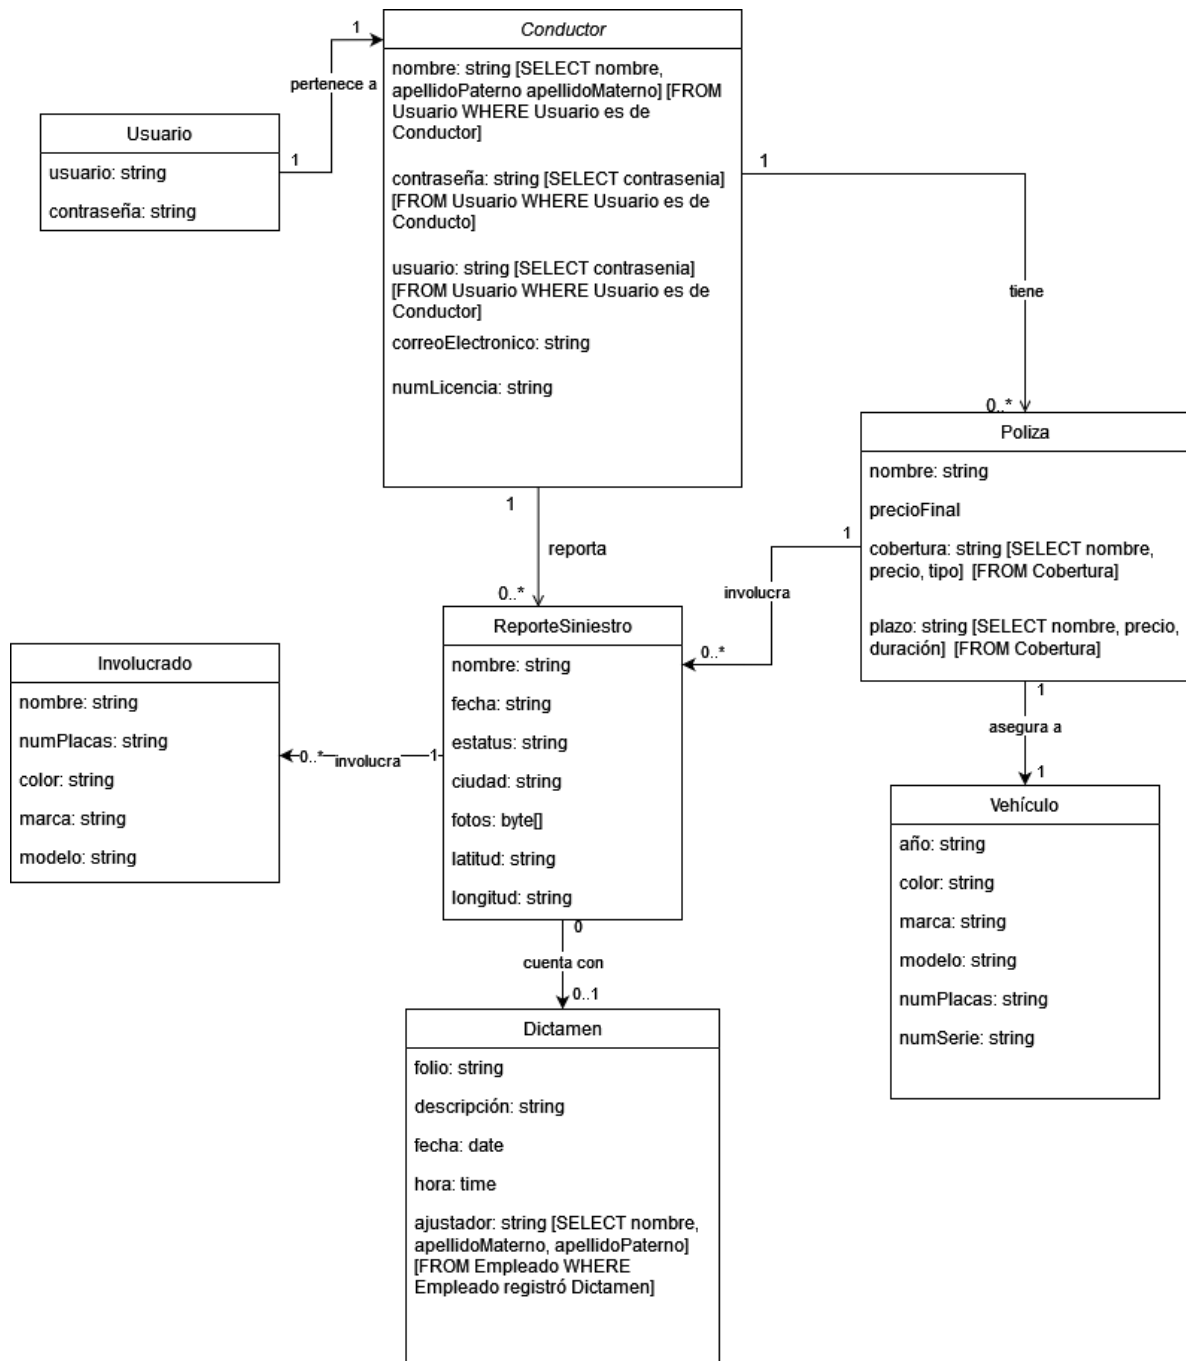 Conductor
nombre: string [SELECT nombre,
apellidoPaterno apellidoMaterno] [FROM
Usuario WHERE Usuario es de
Conductor]
contraseña: string [SELECT contrasenia]
[FROM Usuario WHERE Usuario es de
Conducto]
usuario: string [SELECT contrasenia]
[FROM Usuario WHERE Usuario es de
Conductor]
correoElectronico: string
numLicencia: string
1
pertenece a
1
Usuario
usuario: string
contraseña: string
1
tiene
0..*
Poliza
nombre: string
precioFinal
cobertura: string [SELECT nombre,
precio, tipo]  [FROM Cobertura]
plazo: string [SELECT nombre, precio,
duración]  [FROM Cobertura]
1
reporta
0..*
1
involucra
0..*
ReporteSiniestro
nombre: string
fecha: string
estatus: string
ciudad: string
fotos: byte[]
latitud: string
longitud: string
Involucrado
nombre: string
numPlacas: string
color: string
marca: string
modelo: string
0..*
involucra
1
1
asegura a
1
Vehículo
año: string
color: string
marca: string
modelo: string
numPlacas: string
numSerie: string
0
cuenta con
0..1
Dictamen
folio: string
descripción: string
fecha: date
hora: time
ajustador: string [SELECT nombre,
apellidoMaterno, apellidoPaterno]
[FROM Empleado WHERE
Empleado registró Dictamen]